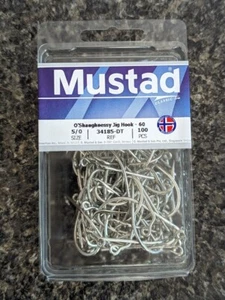 Mustad
O'Shaughnessy Jig Hook - 60
5/0 34185-DT 100
SIZE REF PCS